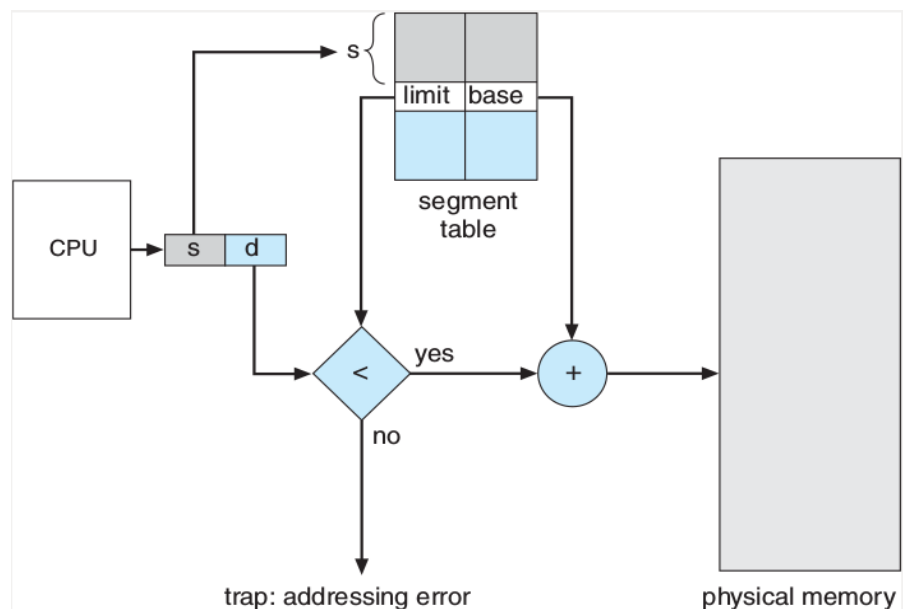 s
limit base
segment
table
CPU
s d
<
yes
+
no
trap: addressing error
physical memory